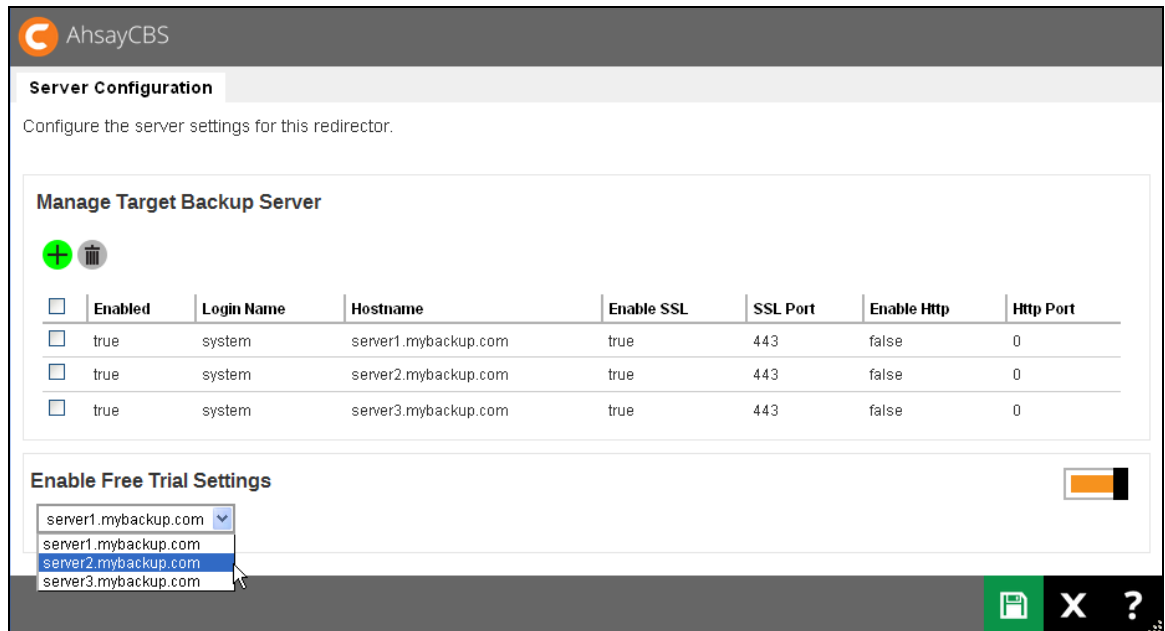 AhsayCBS
Server Configuration
Configure the server settings for this redirector.
Manage Target Backup Server
Enabled Login Name Hostname Enable SSL SSL Port Enable Http Http Port
true system server1.mybackup.com true 443 false 0
true system server2.mybackup.com true 443 false 0
true system server3.mybackup.com true 443 false 0
Enable Free Trial Settings
server1.mybackup.com
server1.mybackup.com
server2.mybackup.com
server3.mybackup.com
X ?